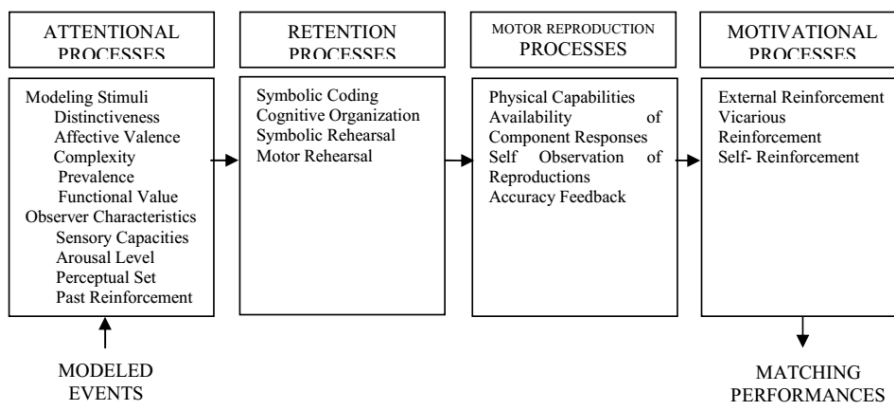 ATTENTIONAL
PROCESSES
RETENTION
PROCESSES
MOTOR REPRODUCTION
PROCESSES
MOTIVATIONAL
PROCESSES
Modeling Stimuli
Distinctiveness
Affective Valence
Complexity
Prevalence
Functional Value
Observer Characteristics
Sensory Capacities
Arousal Level
Perceptual Set
Past Reinforcement
Symbolic Coding
Cognitive Organization
Symbolic Rehearsal
Motor Rehearsal
Physical Capabilities
Availability of
Component Responses
Self Observation of
Reproductions
Accuracy Feedback
External Reinforcement
Vicarious
Reinforcement
Self- Reinforcement
MODELED
EVENTS
MATCHING
PERFORMANCES